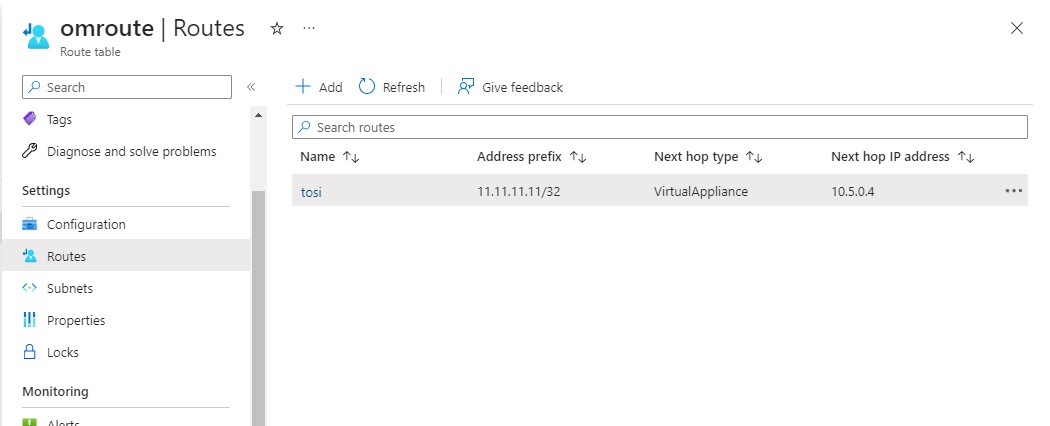 omroute | Routes
Route table
Search
Tags
Diagnose and solve problems
Settings
Configuration
Routes
Subnets
Properties
Locks
Monitoring
Alerts
Add Refresh Give feedback
Search routes
Name Address prefix Next hop type Next hop IP address
tosi 11.11.11.11/32 VirtualAppliance 10.5.0.4